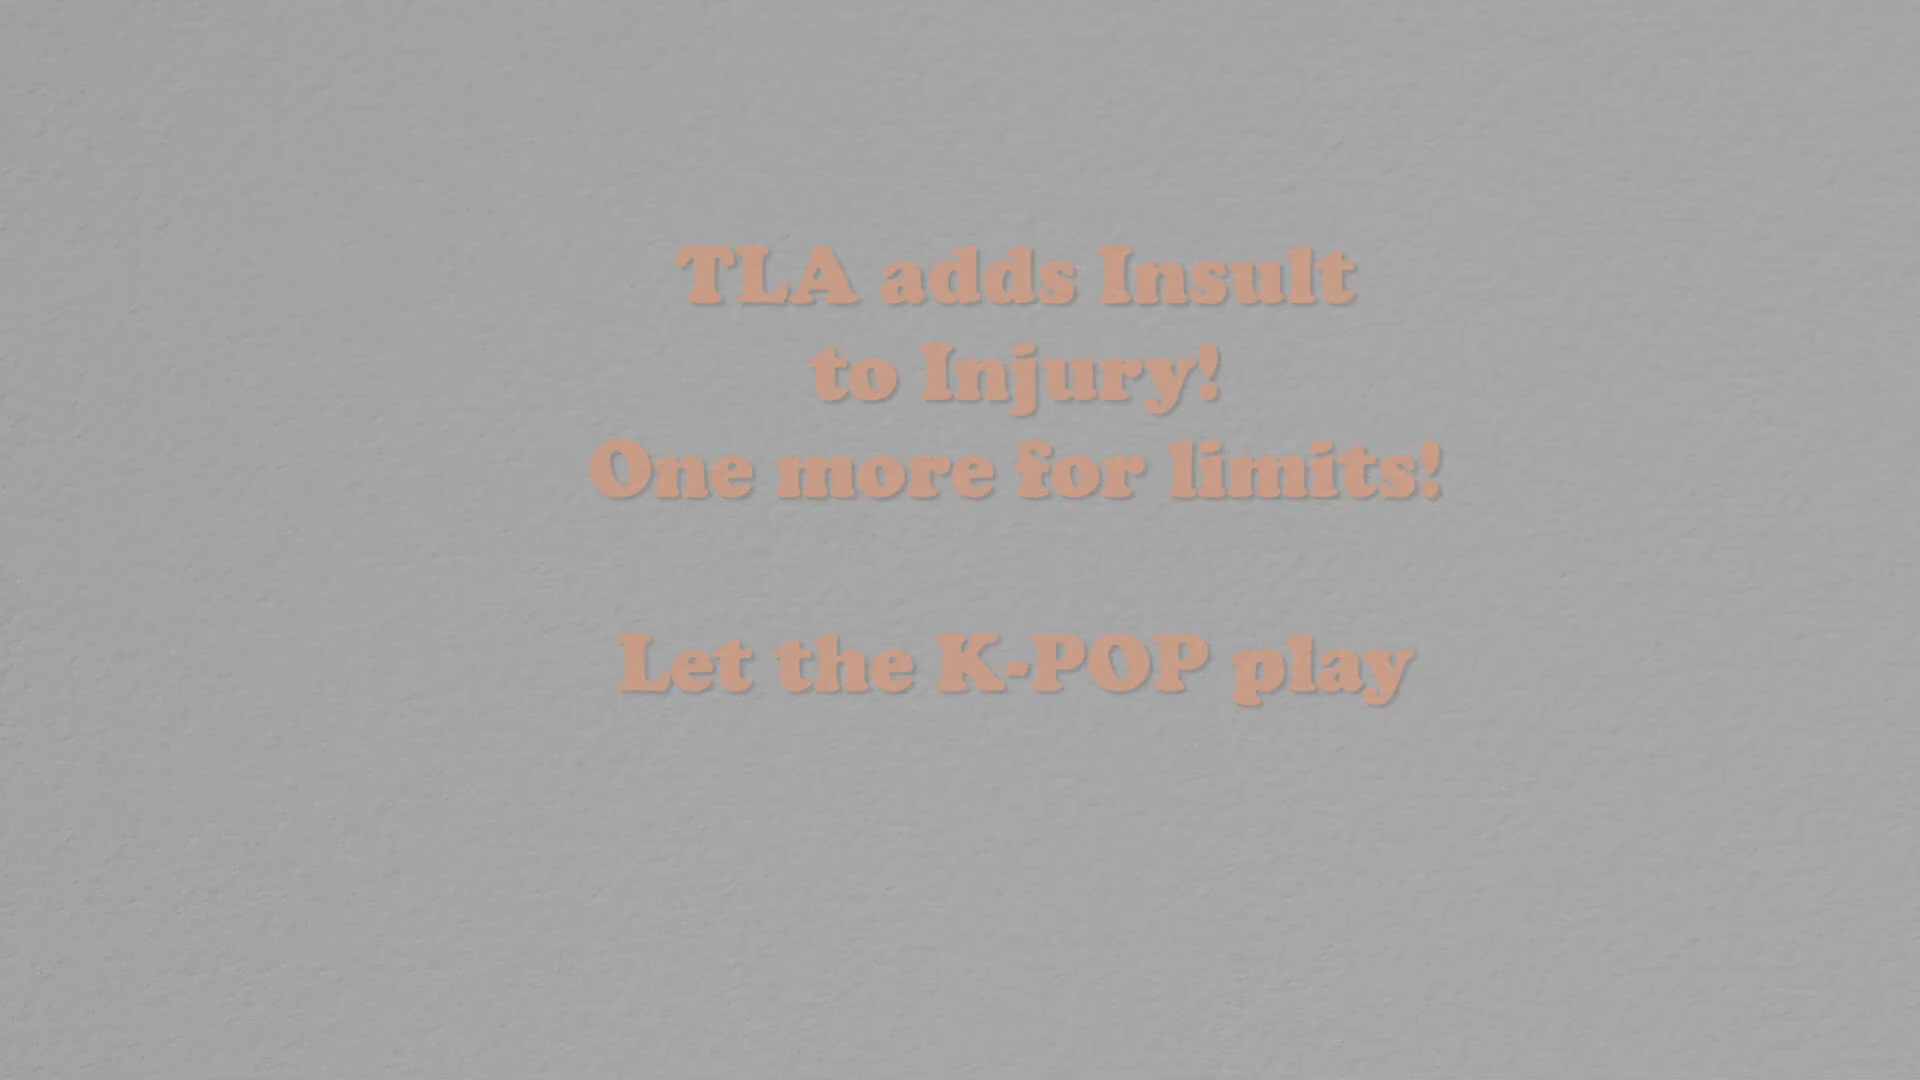 TLA adds Insult
to Injury!
One more for limits!
Let the K-POP play